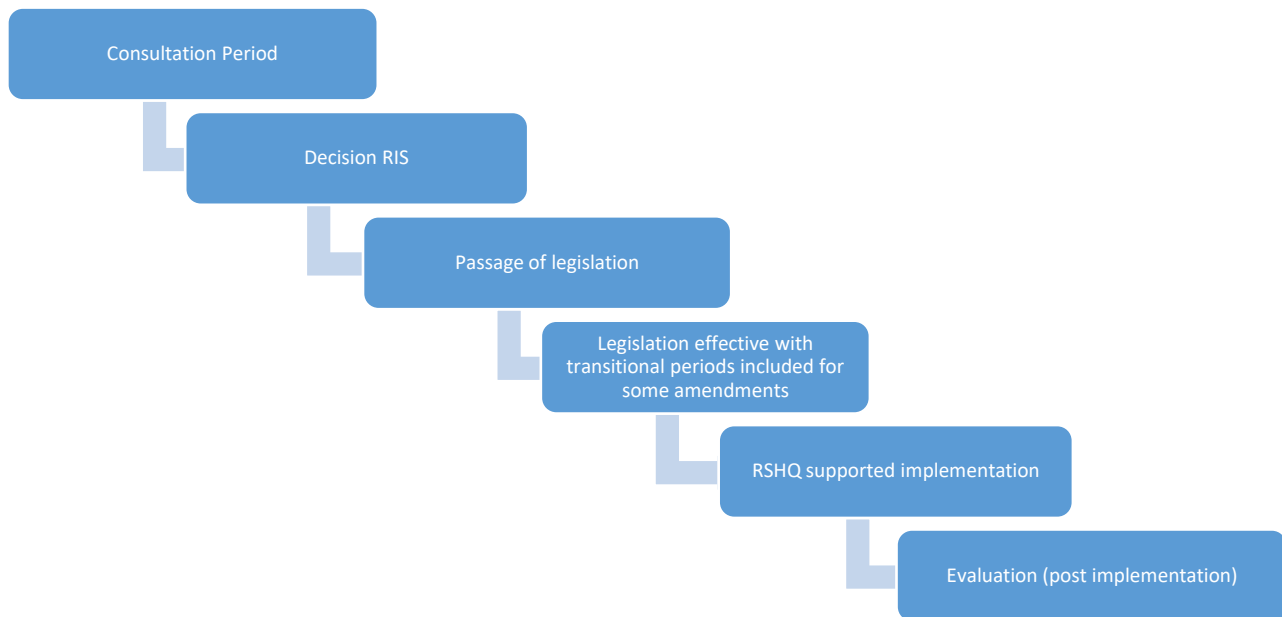 Consultation Period
Decision RIS
Passage of legislation
Legislation effective with
transitional periods included for
some amendments
RSHQ supported implementation
Evaluation (post implementation)